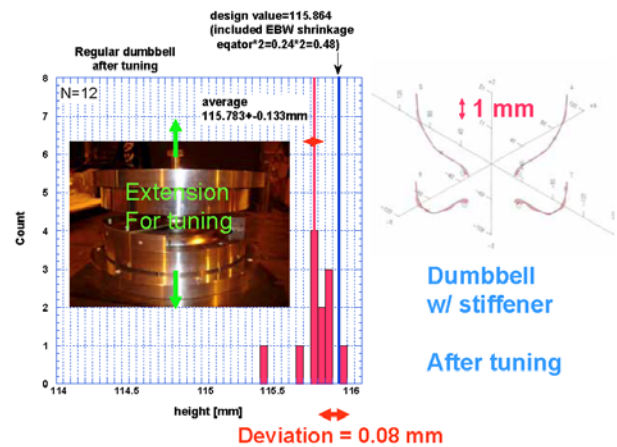 design value=115.864
(included EBW shrinkage
eqator*2=0.24*2=0.48)
Regular dumbbell
after tuning
N=12
average
115.783+-0.133mm
Extension
For tuning
1 mm
Count
8
7
6
5
4
3
2
1
0
114
114.5
115
115.5
116
height [mm]
Deviation = 0.08 mm
Dumbbell
w/ stiffener
After tuning